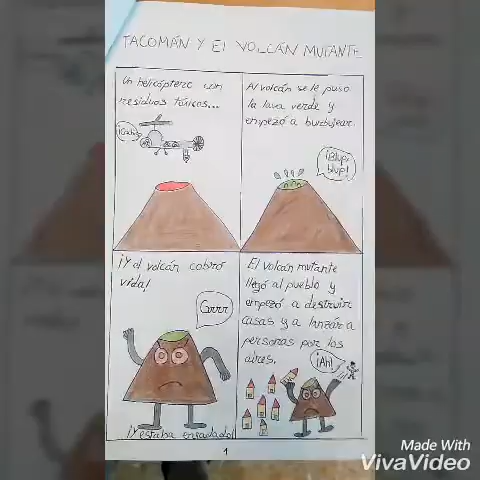 TACOMÁN Y El VOLCÁN MUTANTE
Un helicóptero con
residuos tóxicos...
Al volcán se le puso
la lava verde y
empezó a burbujear.
¡Blup,
blup!
¡Y el volcán cobró
vida!
Grrrr
¡Y estaba enfadado!
El volcán mutante
llegó al pueblo y
empezó a destruir
casas y a lanzar a
personas por los
aires.
¡Ah!
1
Made With
VivaVideo